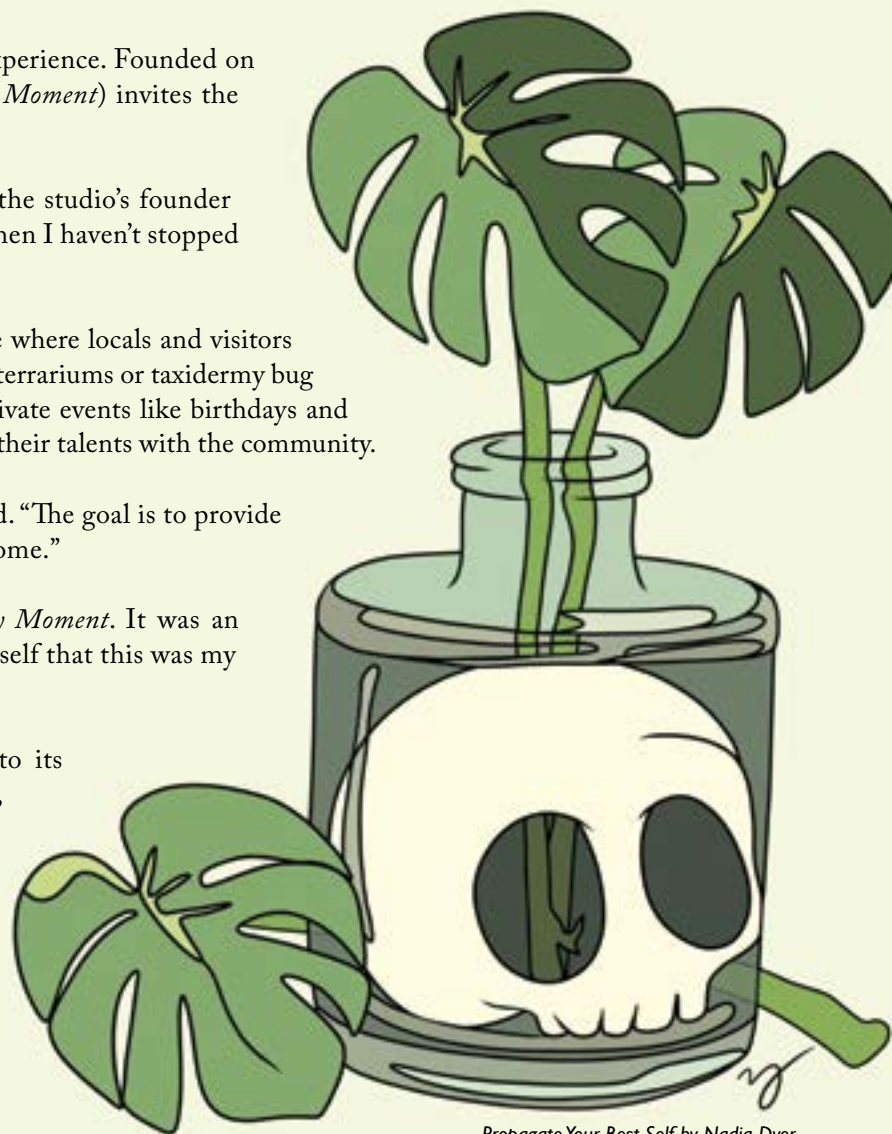 xperience. Founded on
Moment) invites the
the studio's founder
hen I haven't stopped
e where locals and visitors
terrariums or taxidermy bug
ivate events like birthdays and
their talents with the community.
d. “The goal is to provide
ome.”
y Moment. It was an
self that this was my
to its
Propagate Your Best Self by Nadia Dyer